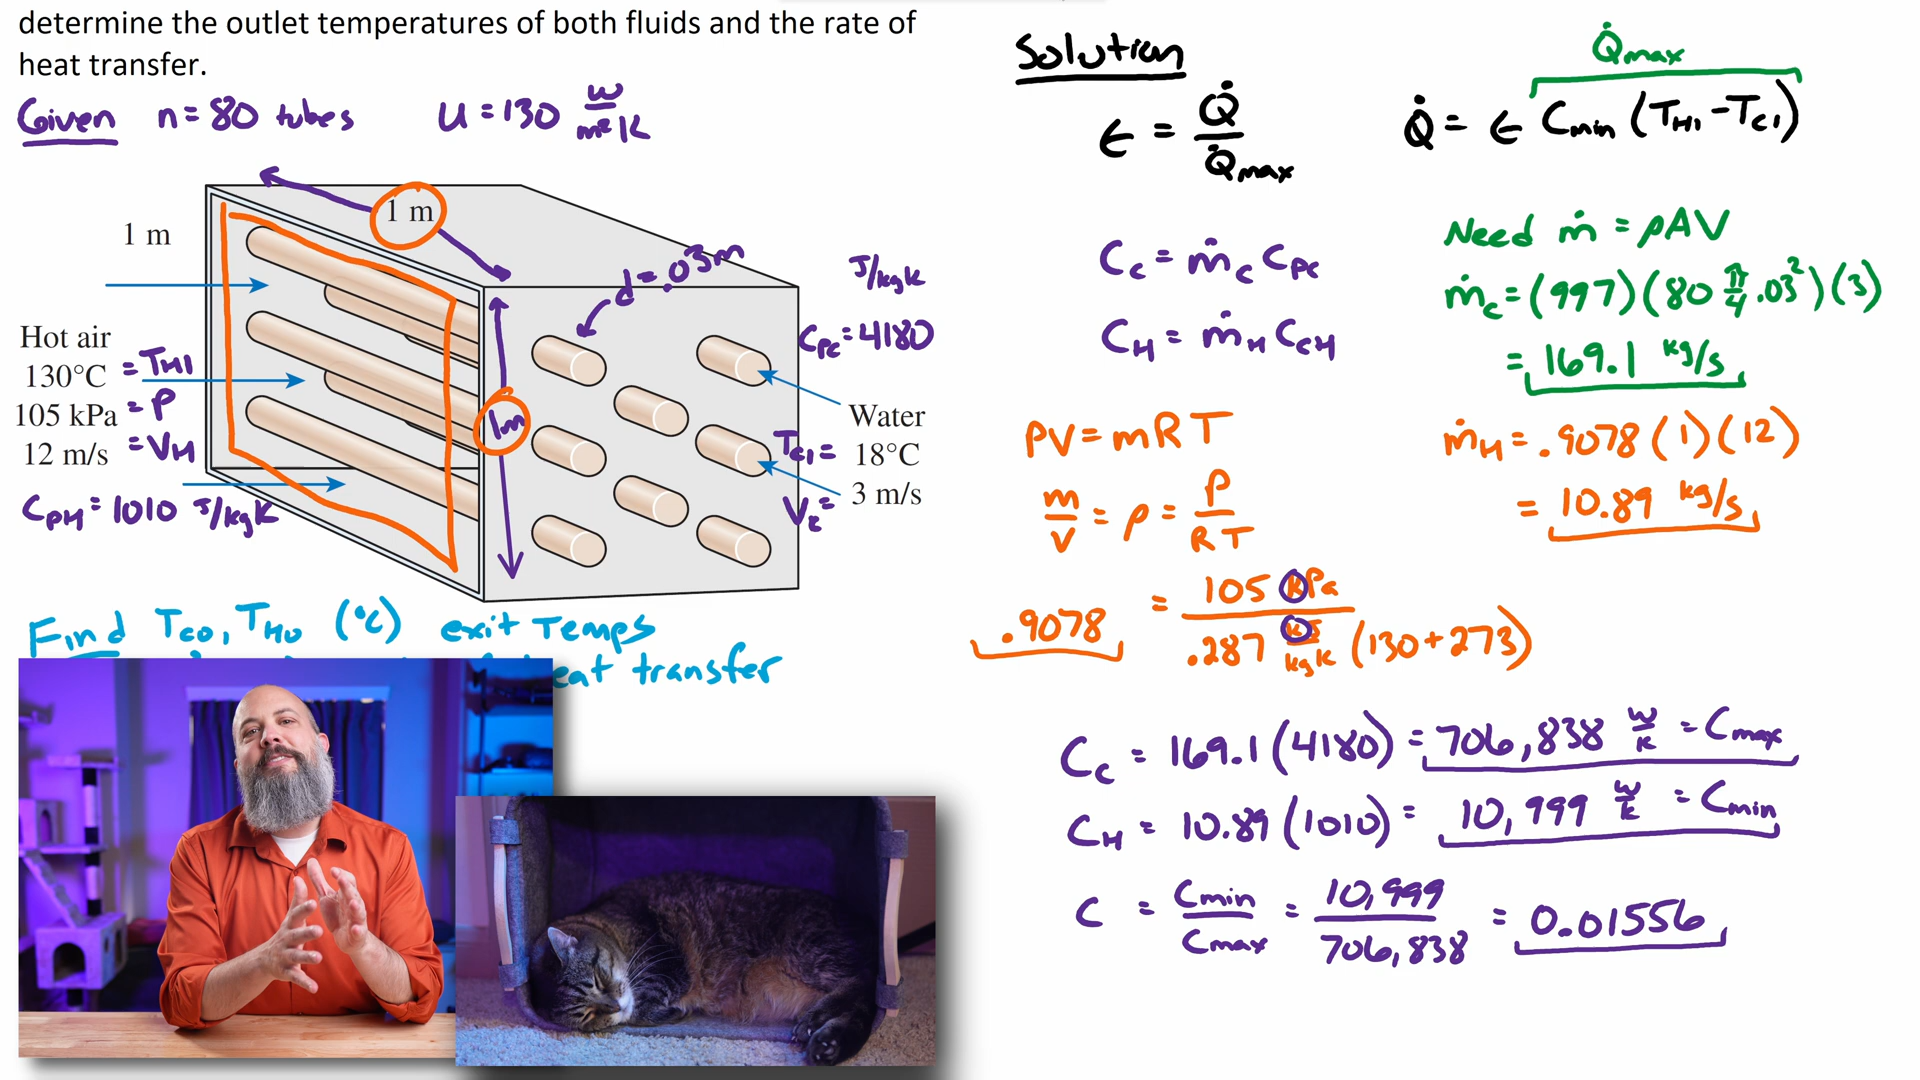 determine the outlet temperatures of both fluids and the rate of
heat transfer.
Given n=80 tubes U=130 W/m²K
1 m
1 m
d=.03m
J/kgK
Cpc=4180
1m
Hot air
130°C =TH1
105 kPa =P
12 m/s =VH
CpH=1010 J/kgK
Water
Tc1= 18°C
Vc= 3 m/s
Find Tco, THo (°C) exit Temps
eat transfer
Solution
ϵ = Q̇/Q̇max
Q̇max
Q̇ = ϵ Cmin (TH1-Tc1)
Cc = ṁc Cpc
CH = ṁH CcH
Need ṁ = ρAV
ṁc=(997)(80 π/4 .03²)(3)
= 169.1 kg/s
PV=mRT
m/V = ρ = P/RT
ṁH=.9078(1)(12)
= 10.89 kg/s
.9078 = 105 kPa/.287 kJ/kgK (130+273)
Cc = 169.1(4180) = 706,838 W/K = Cmax
CH = 10.89(1010) = 10,999 W/K = Cmin
C = Cmin/Cmax = 10,999/706,838 = 0.01556